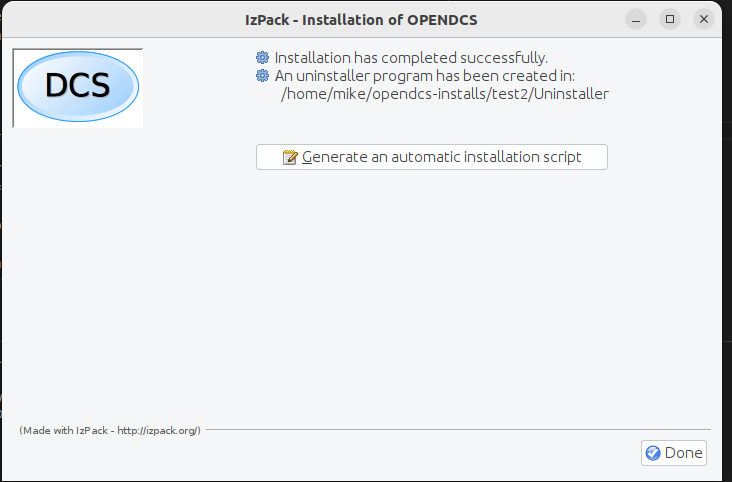 IzPack - Installation of OPENDCS
DCS
Installation has completed successfully.
An uninstaller program has been created in:
/home/mike/opendcs-installs/test2/Uninstaller
Generate an automatic installation script
(Made with IzPack - http://izpack.org/)
Done